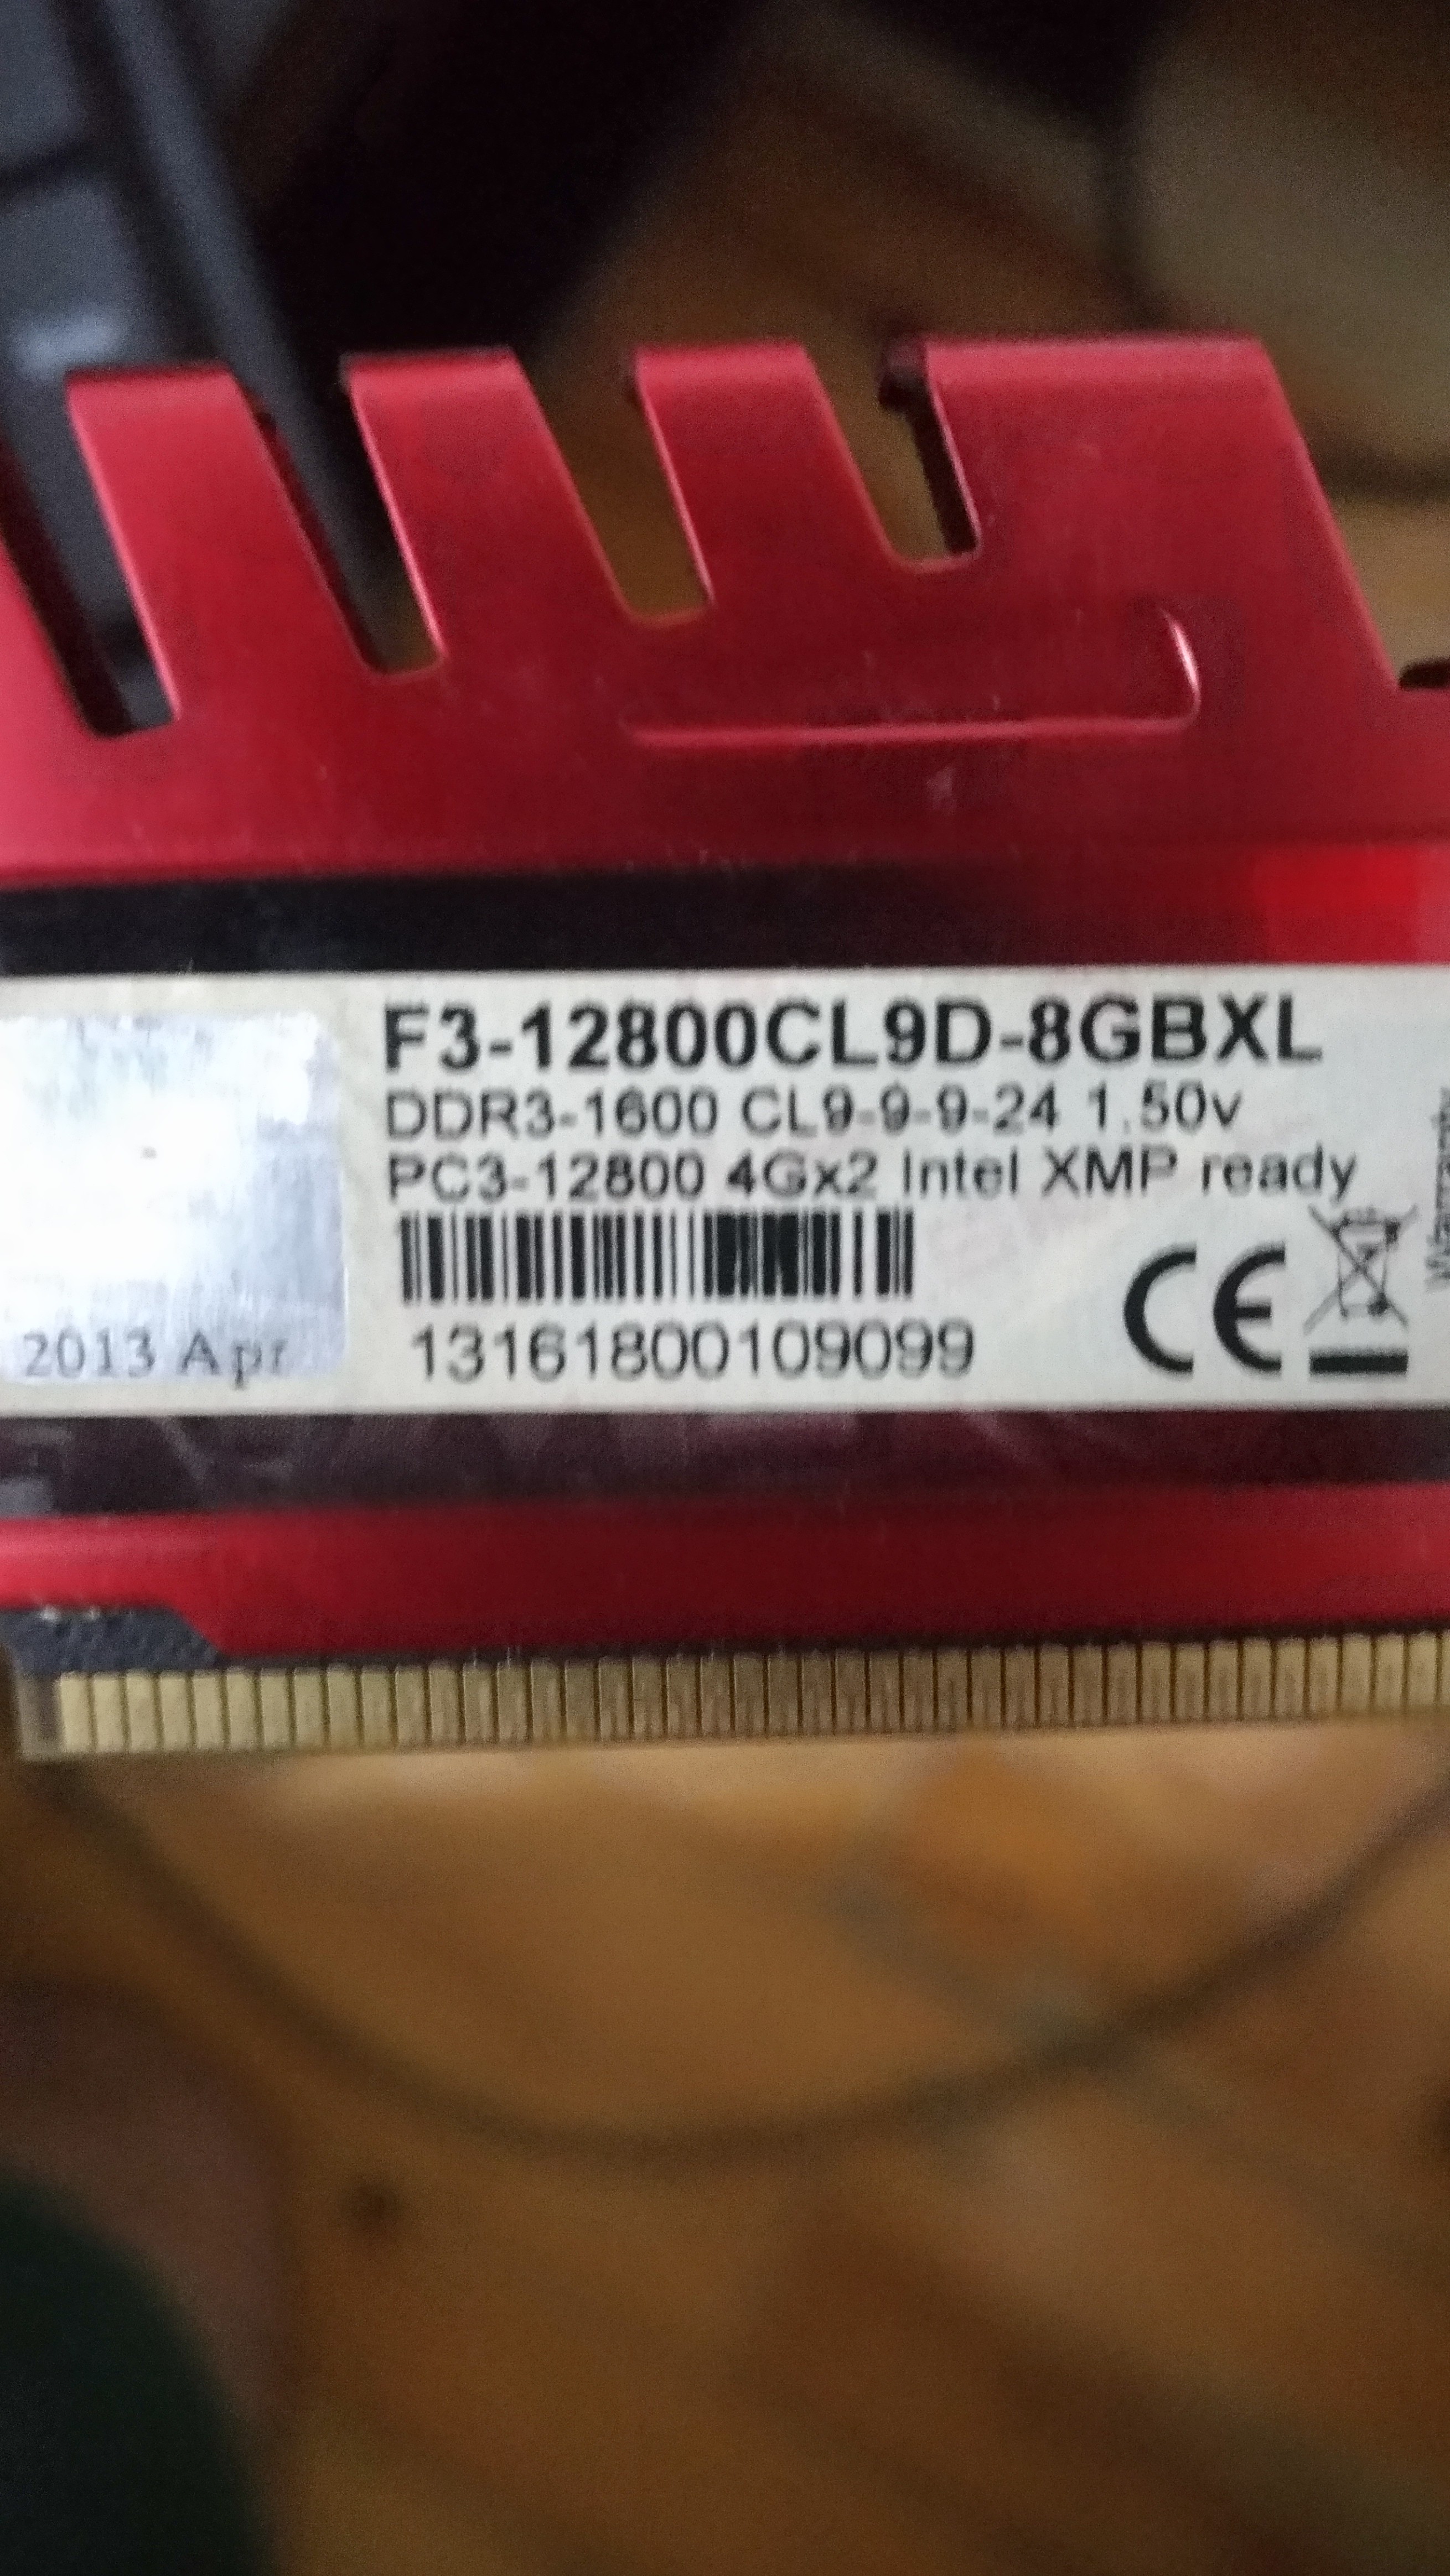 F3-12800CL9D-8GBXL
DDR3-1600 CL9-9-9-24 1.50v
PC3-12800 4Gx2 Intel XMP ready
13161800109099
CE
2013 Apr
Warranty